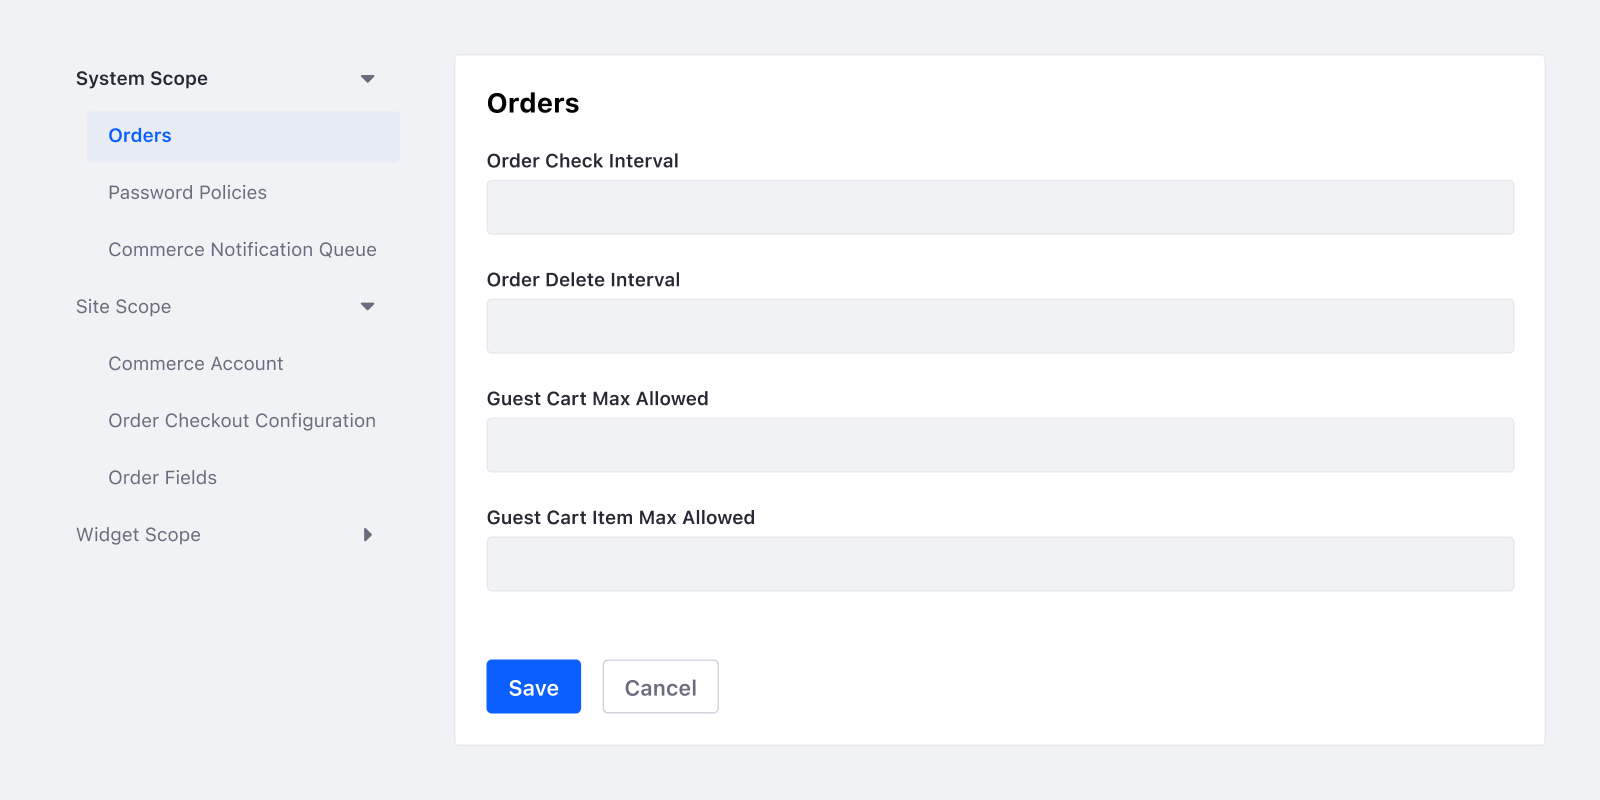 System Scope
Orders
Password Policies
Commerce Notification Queue
Site Scope
Commerce Account
Order Checkout Configuration
Order Fields
Widget Scope
Orders
Order Check Interval
Order Delete Interval
Guest Cart Max Allowed
Guest Cart Item Max Allowed
Save
Cancel